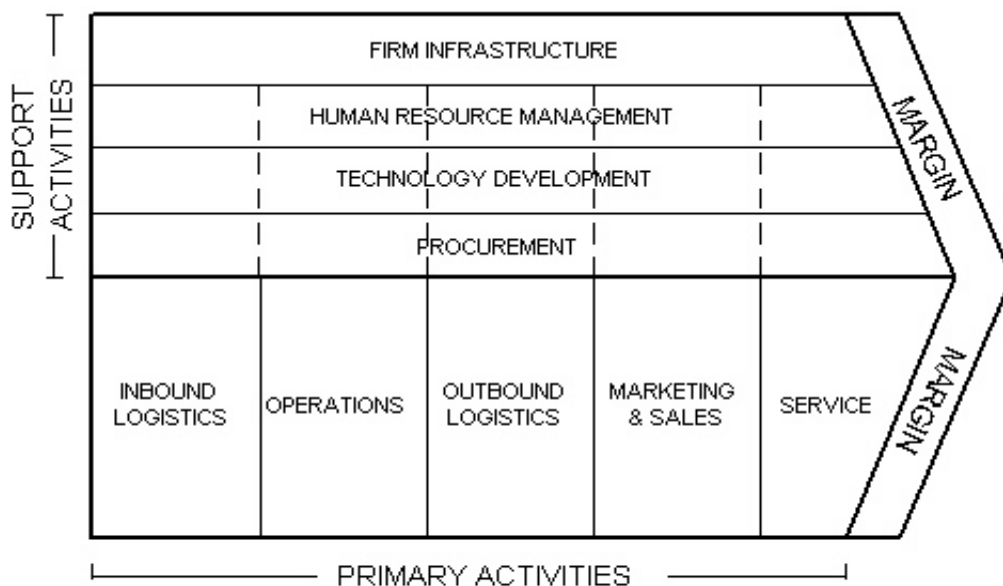 SUPPORT
ACTIVITIES
FIRM INFRASTRUCTURE
HUMAN RESOURCE MANAGEMENT
TECHNOLOGY DEVELOPMENT
PROCUREMENT
MARGIN
INBOUND
LOGISTICS
OPERATIONS
OUTBOUND
LOGISTICS
MARKETING
& SALES
SERVICE
MARGIN
PRIMARY ACTIVITIES